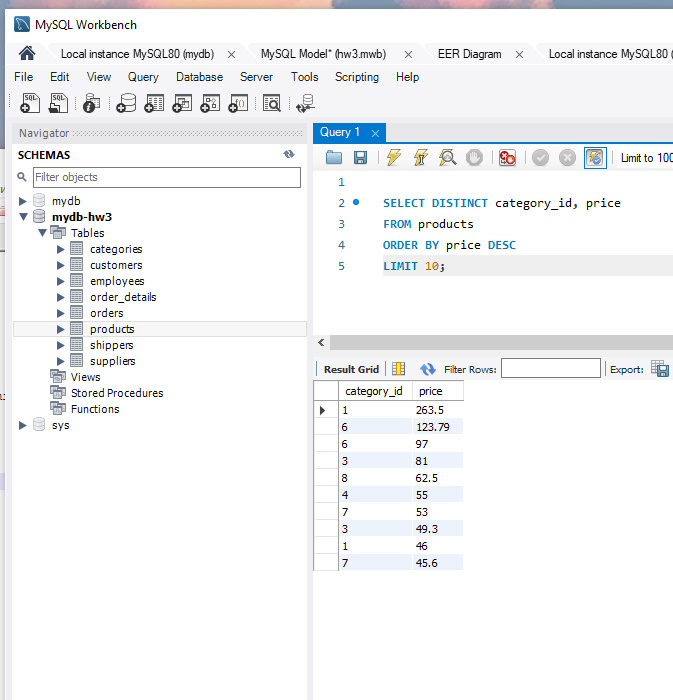 MySQL Workbench
Local instance MySQL80 (mydb) MySQL Model* (hw3.mwb) EER Diagram Local instance MySQL80 (
File Edit View Query Database Server Tools Scripting Help
Navigator
SCHEMAS
Filter objects
mydb
mydb-hw3
Tables
categories
customers
employees
order_details
orders
products
shippers
suppliers
Views
Stored Procedures
Functions
sys
Query 1
Limit to 100
1
2 SELECT DISTINCT category_id, price
3 FROM products
4 ORDER BY price DESC
5 LIMIT 10;
Result Grid Filter Rows: Export:
category_id price
1 263.5
6 123.79
6 97
3 81
8 62.5
4 55
7 53
3 49.3
1 46
7 45.6